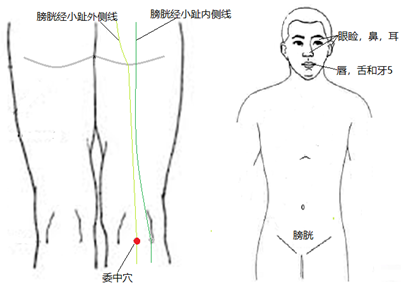 膀胱经小趾外侧线
膀胱经小趾内侧线
委中穴
眼睑，鼻，耳
唇，舌和牙5
膀胱